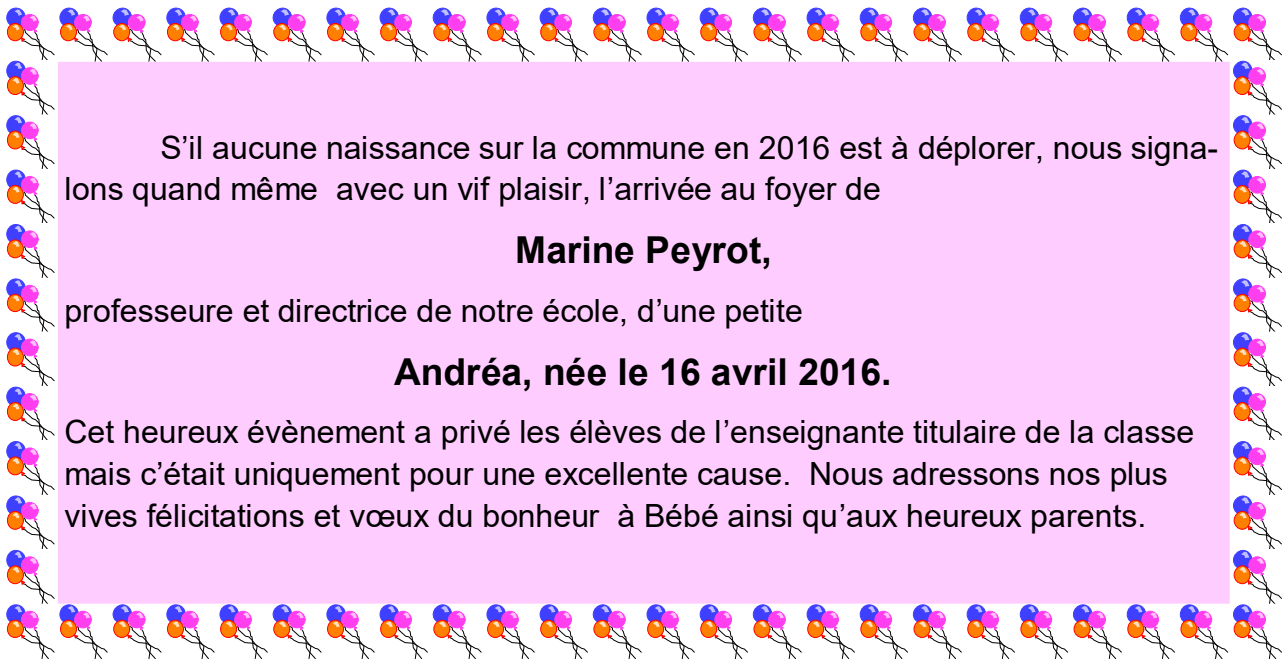 S’il aucune naissance sur la commune en 2016 est à déplorer, nous signa-
lons quand même  avec un vif plaisir, l’arrivée au foyer de
Marine Peyrot,
professeure et directrice de notre école, d’une petite
Andréa, née le 16 avril 2016.
Cet heureux évènement a privé les élèves de l’enseignante titulaire de la classe
mais c’était uniquement pour une excellente cause.  Nous adressons nos plus
vives félicitations et vœux du bonheur  à Bébé ainsi qu’aux heureux parents.